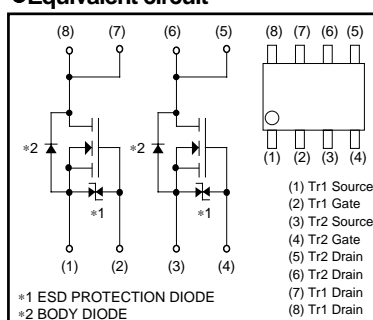 ●Equivalent circuit
(8) (7) (6) (5)
(8) (7) (6) (5)
∗2 ∗2
∗1 ∗1
(1) (2) (3) (4)
(1) (2) (3) (4)
(1) Tr1 Source
(2) Tr1 Gate
(3) Tr2 Source
(4) Tr2 Gate
(5) Tr2 Drain
(6) Tr2 Drain
(7) Tr1 Drain
(8) Tr1 Drain
∗1 ESD PROTECTION DIODE
∗2 BODY DIODE